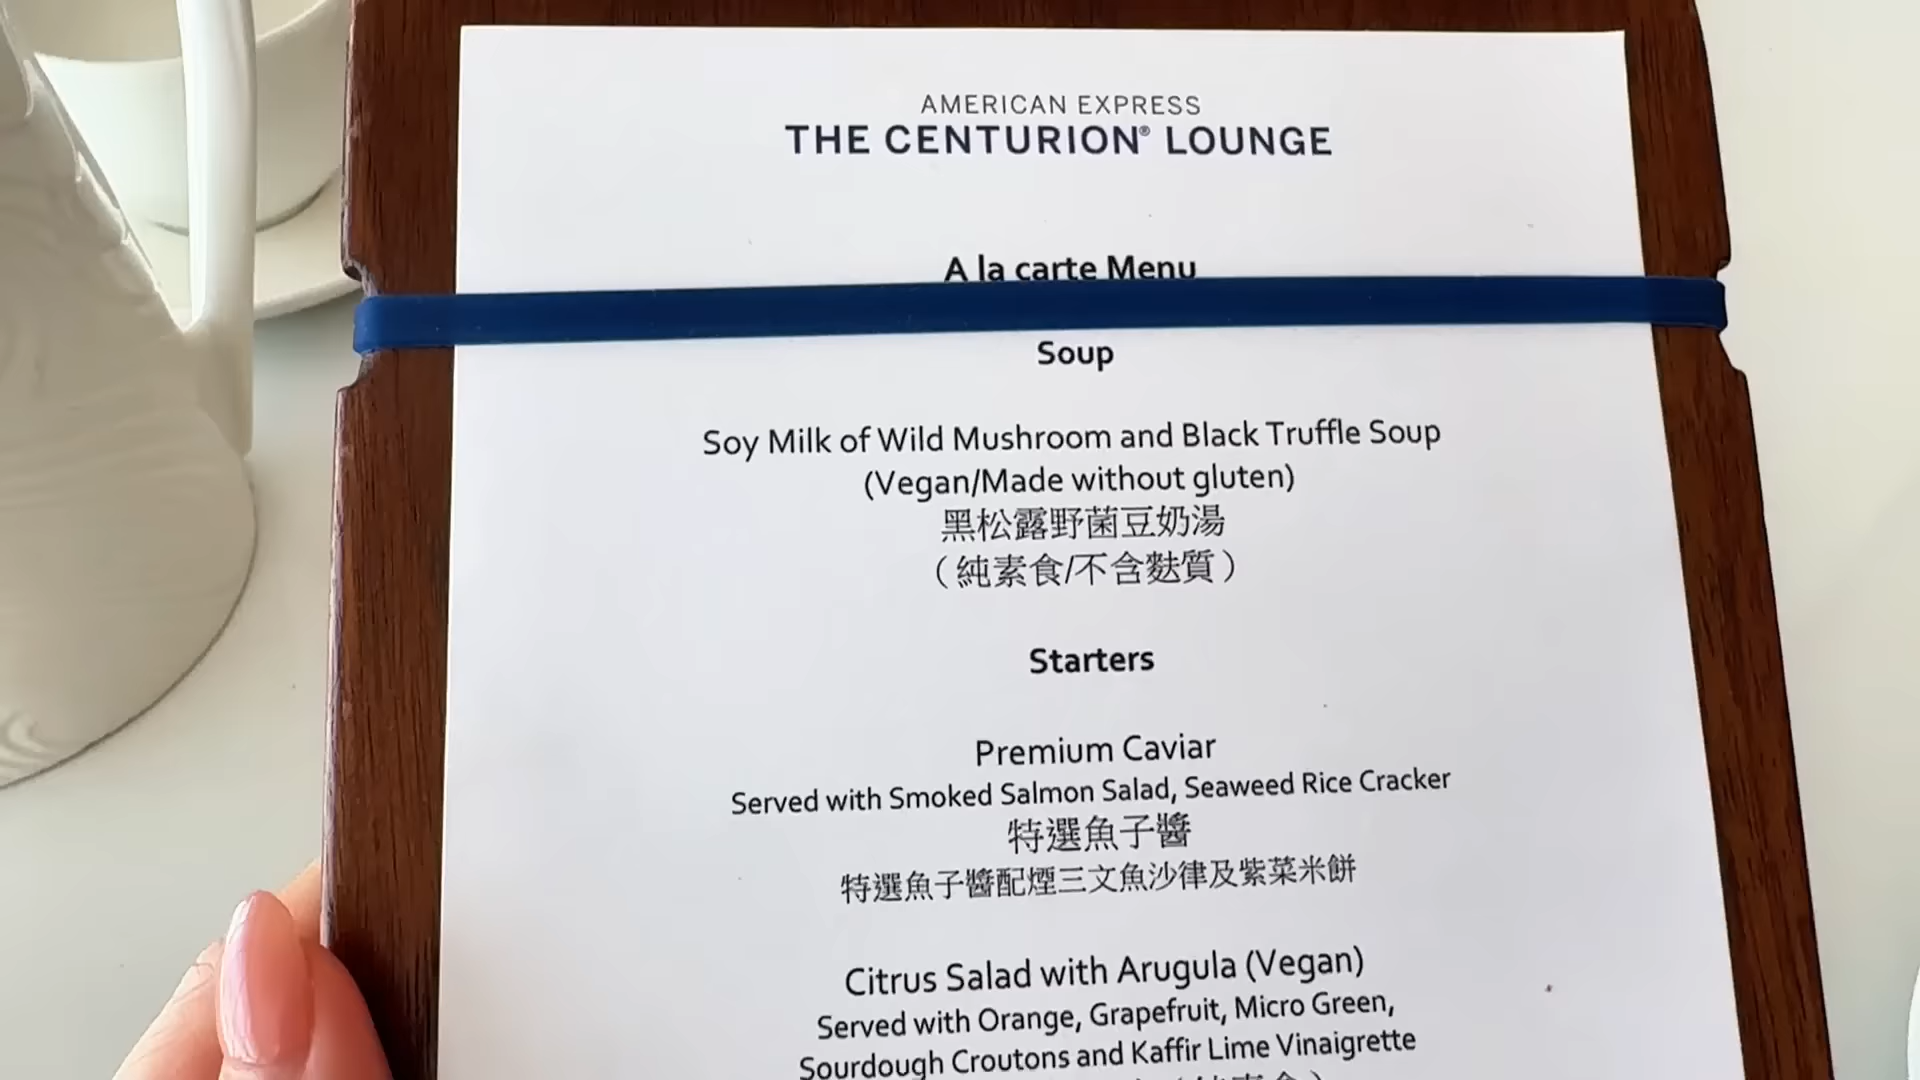 AMERICAN EXPRESS
THE CENTURION® LOUNGE
A la carte Menu
Soup
Soy Milk of Wild Mushroom and Black Truffle Soup
(Vegan/Made without gluten)
黑松露野菌豆奶湯
（純素食/不含麩質）
Starters
Premium Caviar
Served with Smoked Salmon Salad, Seaweed Rice Cracker
特選魚子醬
特選魚子醬配煙三文魚沙律及紫菜米餅
Citrus Salad with Arugula (Vegan)
Served with Orange, Grapefruit, Micro Green,
Sourdough Croutons and Kaffir Lime Vinaigrette